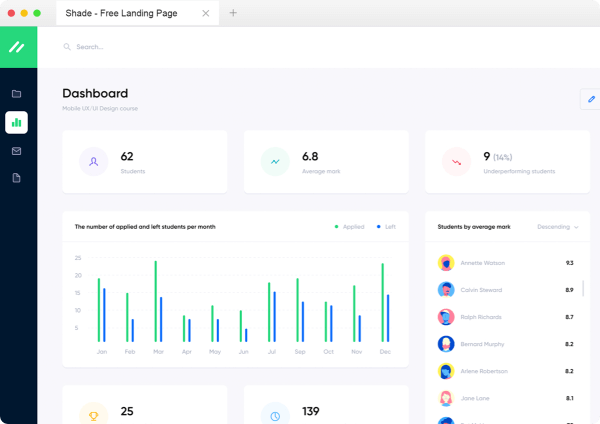 Shade - Free Landing Page
Search...
Dashboard
Mobile UX/UI Design course
62
Students
6.8
Average mark
9 (14%)
Underperforming students
The number of applied and left students per month
Applied
Left
25
20
15
10
5
Jan Feb Mar Apr May Jun Jul Sep Oct Nov Dec
Students by average mark
Descending
Annette Watson 9.3
Calvin Steward 8.9
Ralph Richards 8.7
Bernard Murphy 8.2
Arlene Robertson 8.2
Jane Lane 8.1
25
139